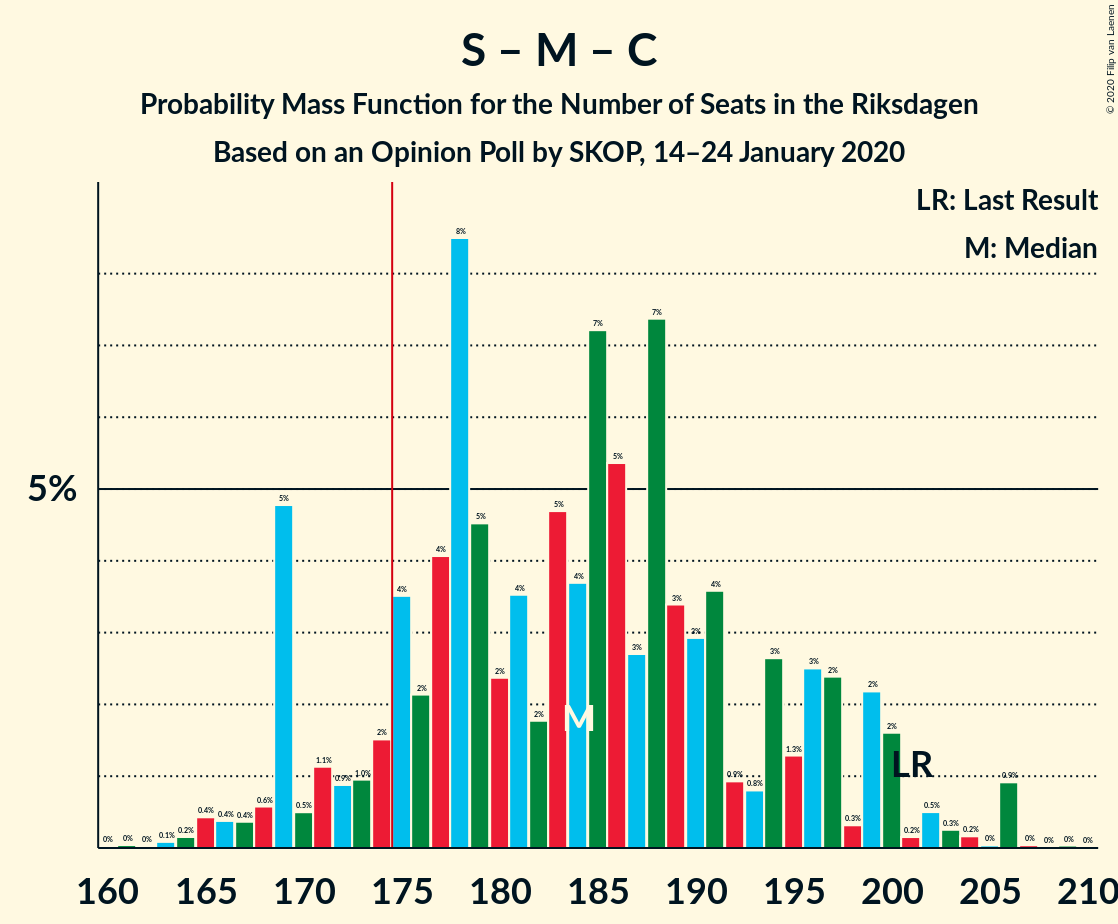 © 2020 Filip van Laenen
S – M – C
Probability Mass Function for the Number of Seats in the Riksdagen
Based on an Opinion Poll by SKOP, 14–24 January 2020
LR: Last Result
M: Median
5%
0% 0% 0% 0.1% 0.2% 0.4% 0.4% 0.4% 0.6% 5% 0.5% 1.1% 0.9% 1.0% 2% 4% 2% 4% 8% 5% 2% 4% 2% 5% 4% 7% 5% 3% 7% 3% 3% 4% 0.9% 0.8% 3% 1.3% 3% 2% 0.3% 2% 2% 0.2% 0.5% 0.3% 0.2% 0% 0.9% 0% 0% 0% 0%
M
LR
160 165 170 175 180 185 190 195 200 205 210